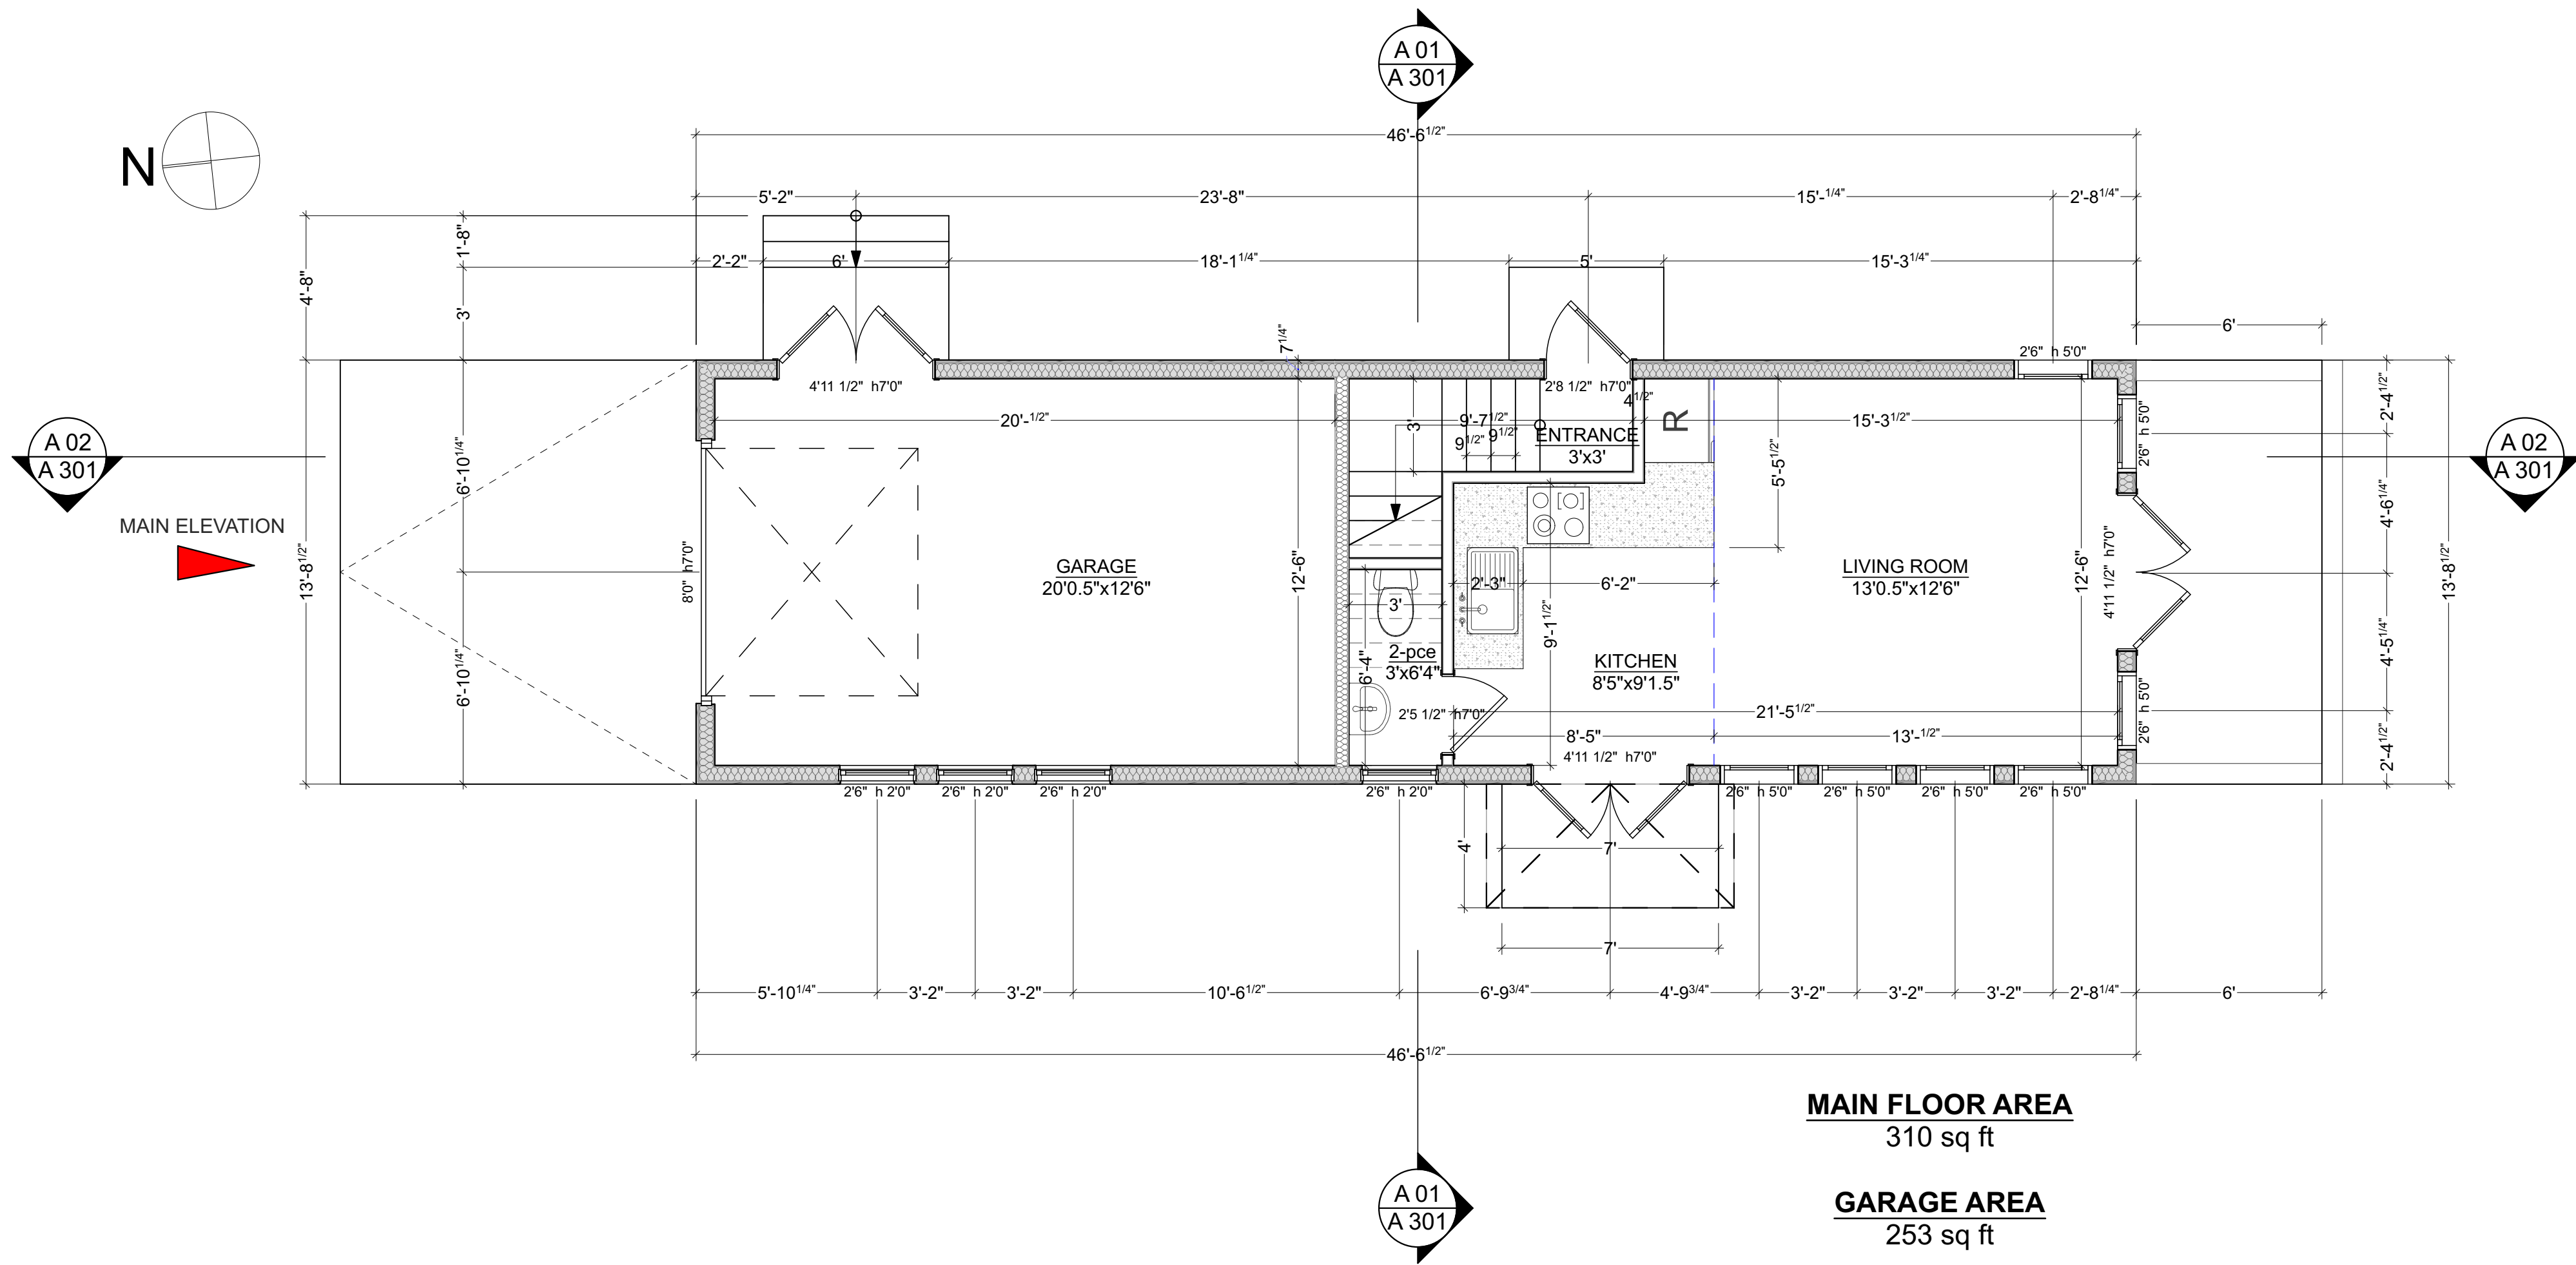 A 01
A 301
46'-6 1/2"
N
5'-2"
23'-8"
15'- 1/4"
2'-8 1/4"
1'-8"
2'-2"
6'
18'-1 1/4"
5'
15'-3 1/4"
4'-8"
3'
7 1/4"
6'
2'6" h 5'0"
4'11 1/2" h7'0"
2'8 1/2" h7'0"
4 1/2"
2'-4 1/2"
20'- 1/2"
3'
9'-7 1/2"
R
15'-3 1/2"
2'6" h 5'0"
9 1/2"
9 1/2"
ENTRANCE
3'x3'
A 02
A 301
A 02
A 301
6'-10 1/4"
5'-5 1/2"
4'-6 1/4"
MAIN ELEVATION
13'-8 1/2"
8'0" h7'0"
GARAGE
20'0.5"x12'6"
12'-6"
2'-3"
6'-2"
LIVING ROOM
13'0.5"x12'6"
12'-6"
4'11 1/2" h7'0"
13'-8 1/2"
3'
9'-1 1/2"
2-pce
3'x6'4"
6'-4"
KITCHEN
8'5"x9'1.5"
4'-5 1/4"
6'-10 1/4"
2'5 1/2" h7'0"
21'-5 1/2"
2'6" h 5'0"
8'-5"
13'- 1/2"
4'11 1/2" h7'0"
2'-4 1/2"
2'6" h 2'0"
2'6" h 2'0"
2'6" h 2'0"
2'6" h 2'0"
2'6" h 5'0"
2'6" h 5'0"
2'6" h 5'0"
2'6" h 5'0"
4'
7'
7'
5'-10 1/4"
3'-2"
3'-2"
10'-6 1/2"
6'-9 3/4"
4'-9 3/4"
3'-2"
3'-2"
3'-2"
2'-8 1/4"
6'
46'-6 1/2"
MAIN FLOOR AREA
310 sq ft
A 01
A 301
GARAGE AREA
253 sq ft